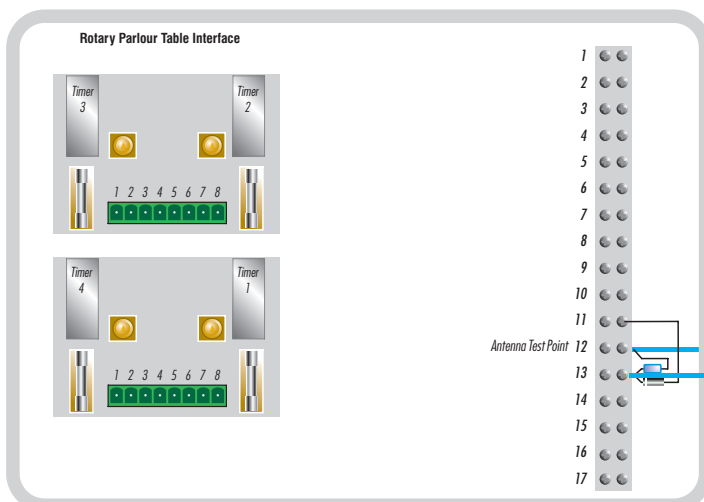 Rotary Parlour Table Interface
Timer
3
Timer
2
1 2 3 4 5 6 7 8
Timer
4
Timer
1
1 2 3 4 5 6 7 8
1
2
3
4
5
6
7
8
9
10
11
Antenna Test Point 12
13
14
15
16
17